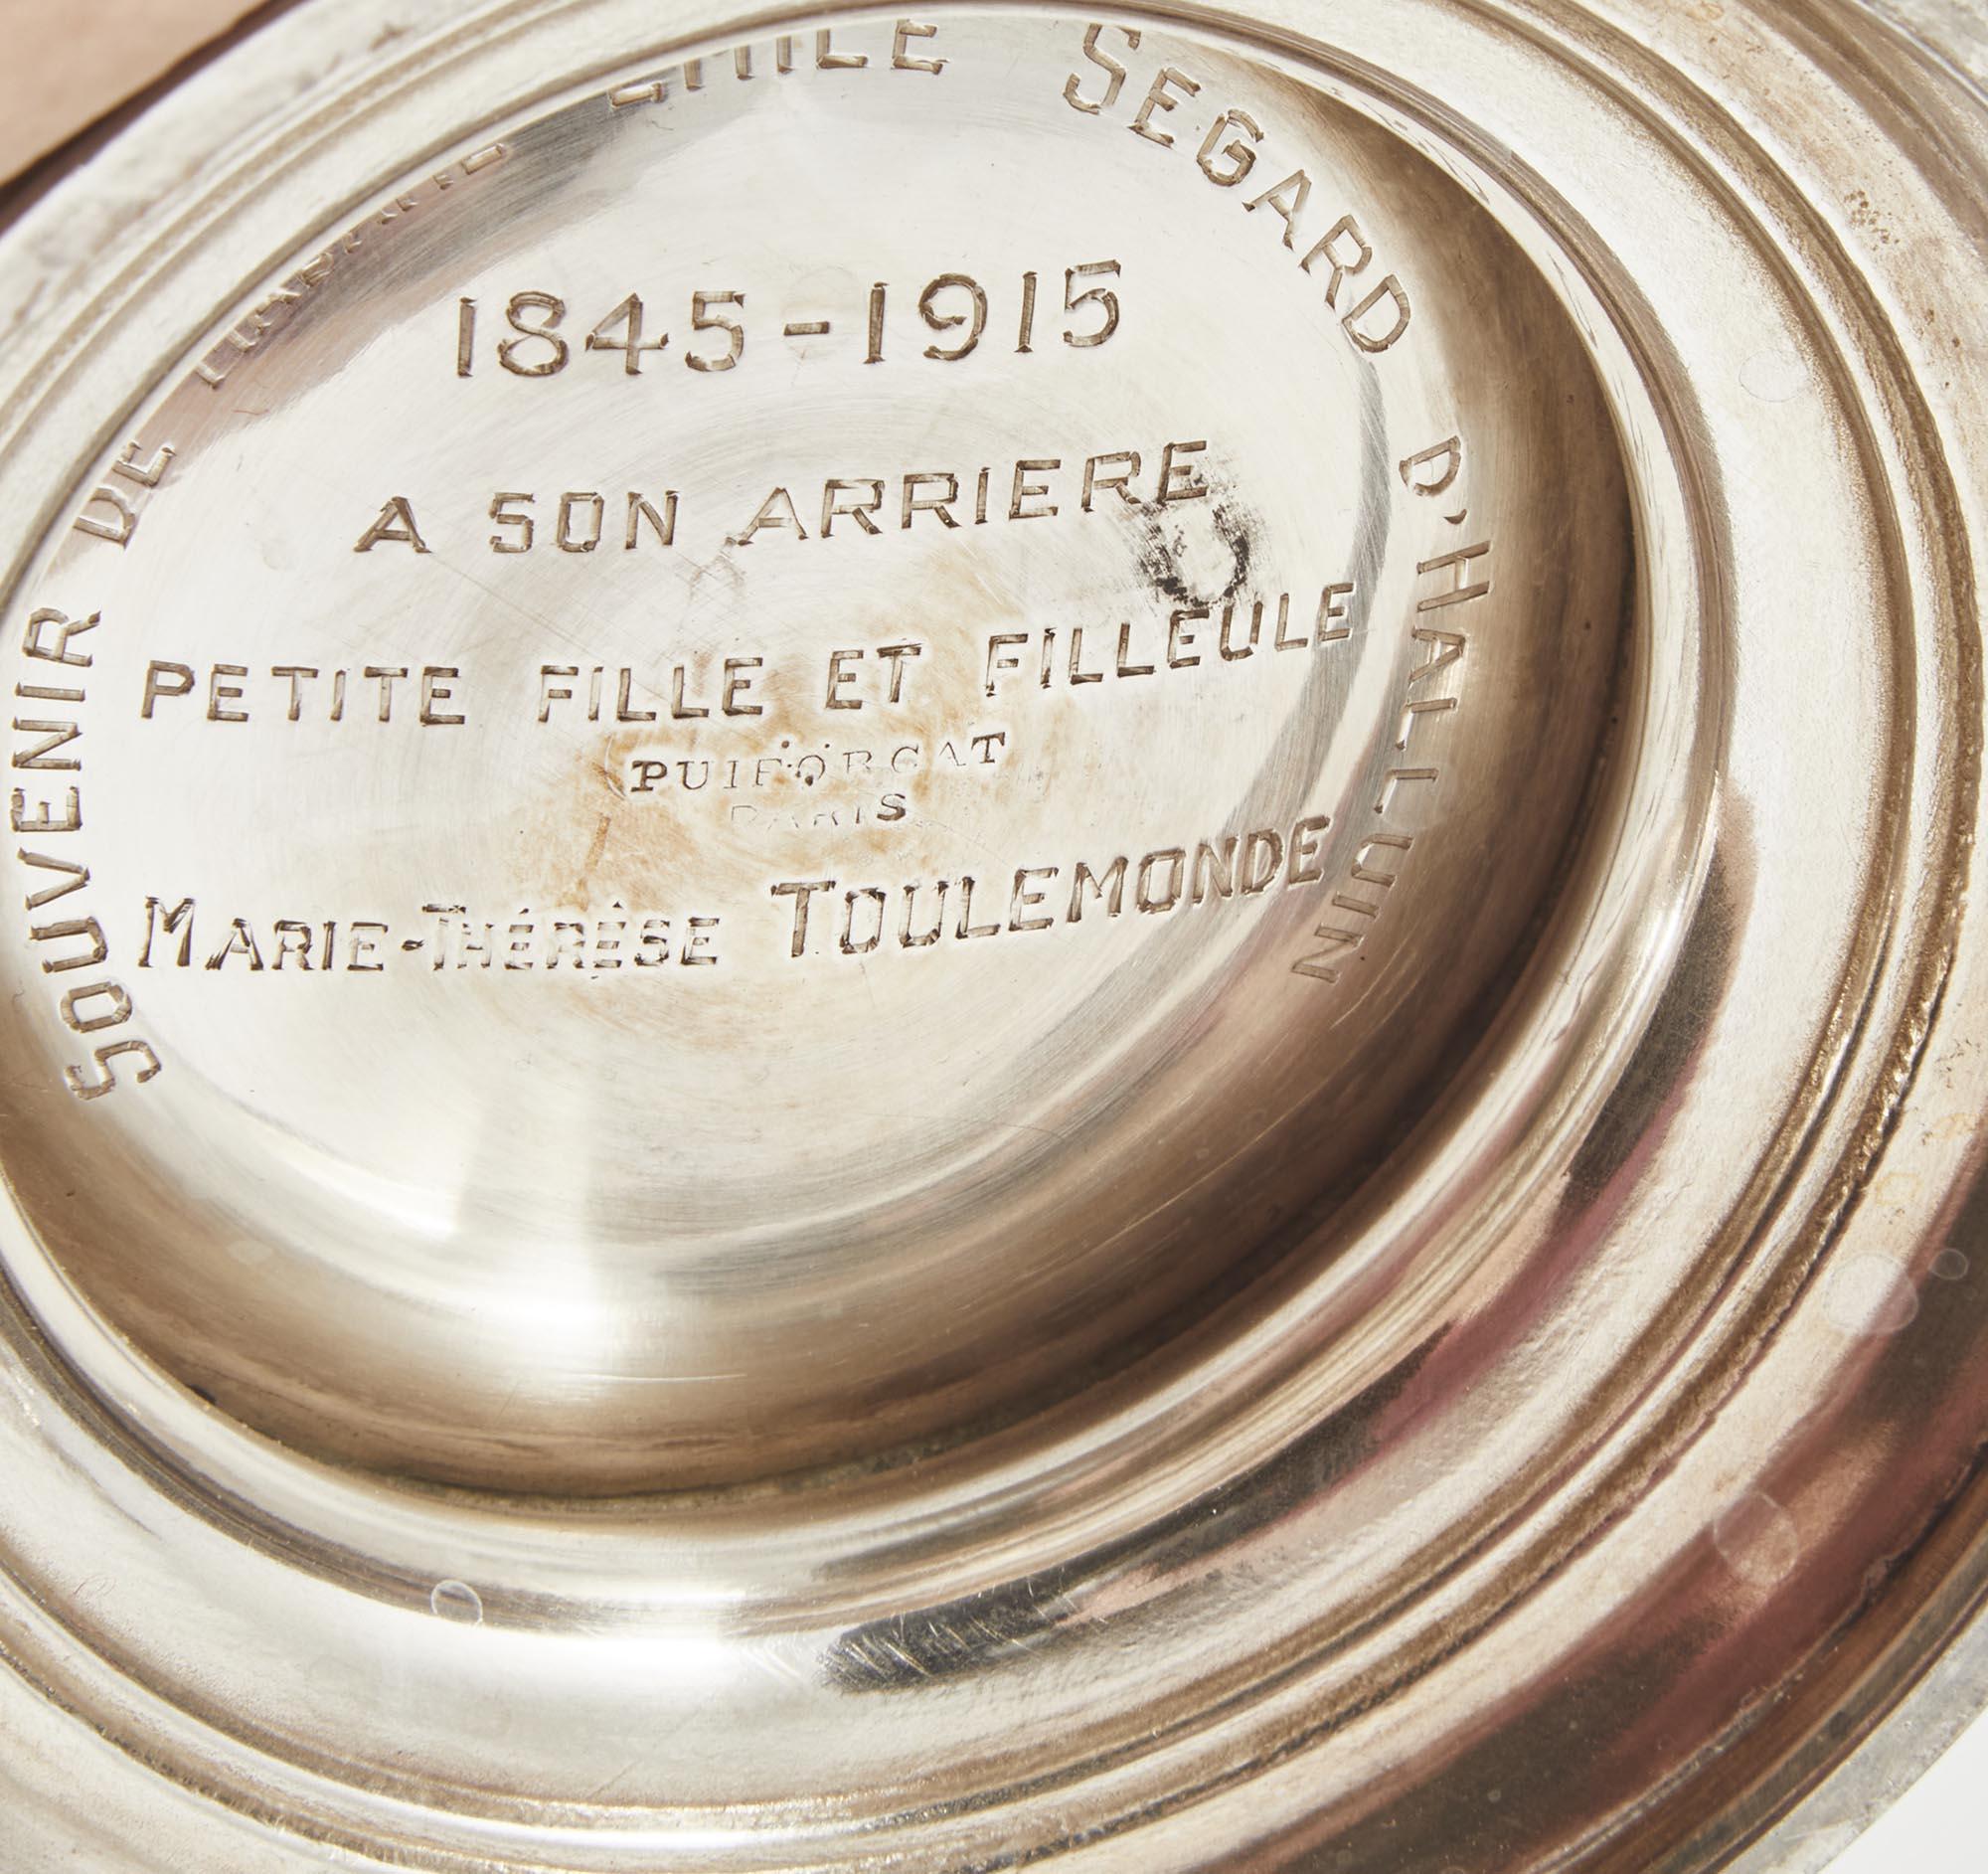 SOUVENIR DE EMILE SEGARD D'HALLUIN
1845-1915
A SON ARRIERE
PETITE FILLE ET FILLEULE
PUIFORCAT
PARIS
MARIE-THÉRÈSE TOULEMONDE